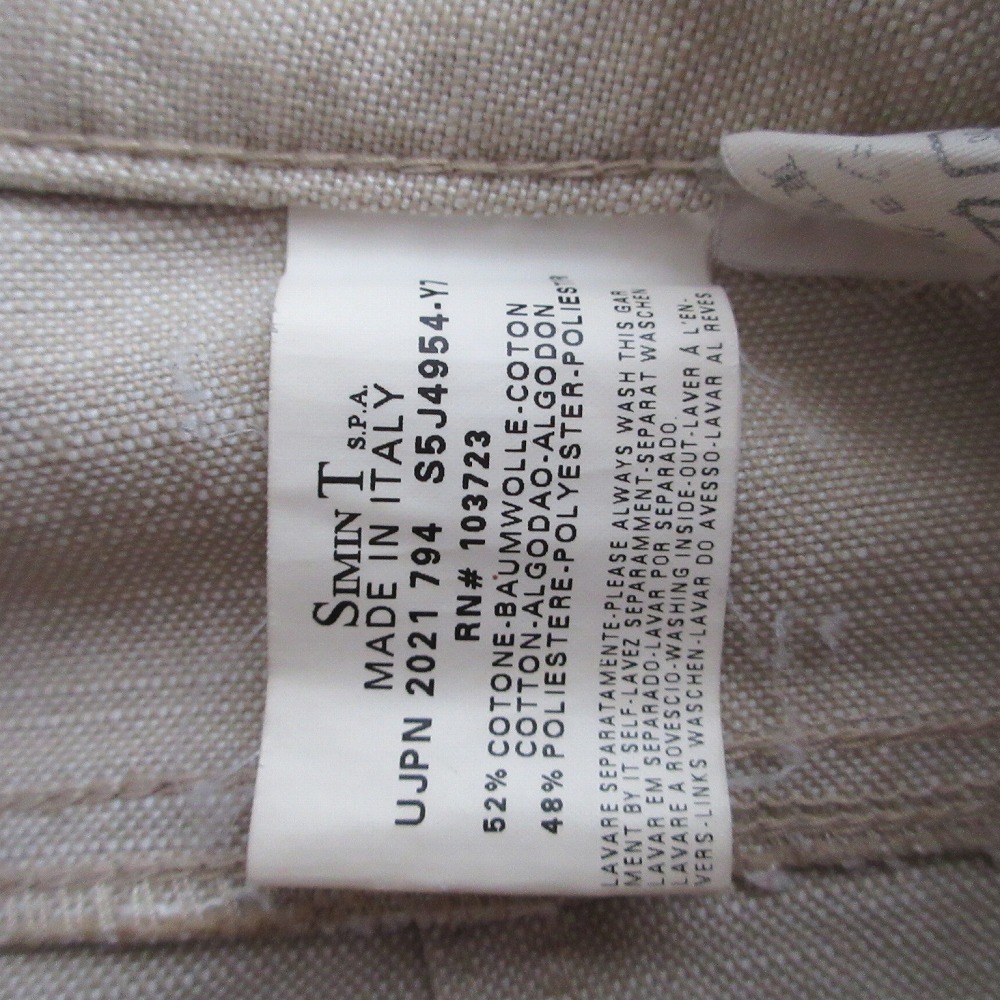 SIMINT S.P.A.
MADE IN ITALY
UJPN 2021 794 S5J4954-Y7
RN# 103723
52% COTONE-BAUMWOLLE-COTON
COTTON-ALGODAO-ALGODON
48% POLIESTERE-POLYESTER-POLIESTR
LAVARE SEPARATAMENTE-PLEASE ALWAYS WASH THIS GAR
MENT BY IT SELF-LAVEZ SEPARAMMENT-SEPARAT WASCHEN
LAVAR EM SEPARADO-LAVAR POR SEPARADO.
LAVARE A ROVESCIO-WASHING INSIDE-OUT-LAVER A L'EN-
VERS-LINKS WASCHEN-LAVAR DO AVESSO-LAVAR AL REVES